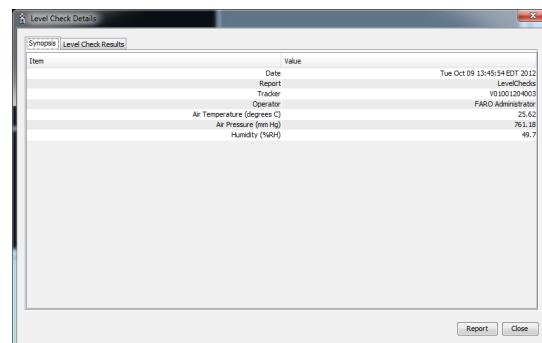 Level Check Details
Synopsis Level Check Results
Item Value
Date Tue Oct 09 13:45:54 EDT 2012
Report LevelChecks
Tracker V01001204003
Operator FARO Administrator
Air Temperature (degrees C) 25.62
Air Pressure (mm Hg) 761.18
Humidity (%RH) 49.7
Report Close